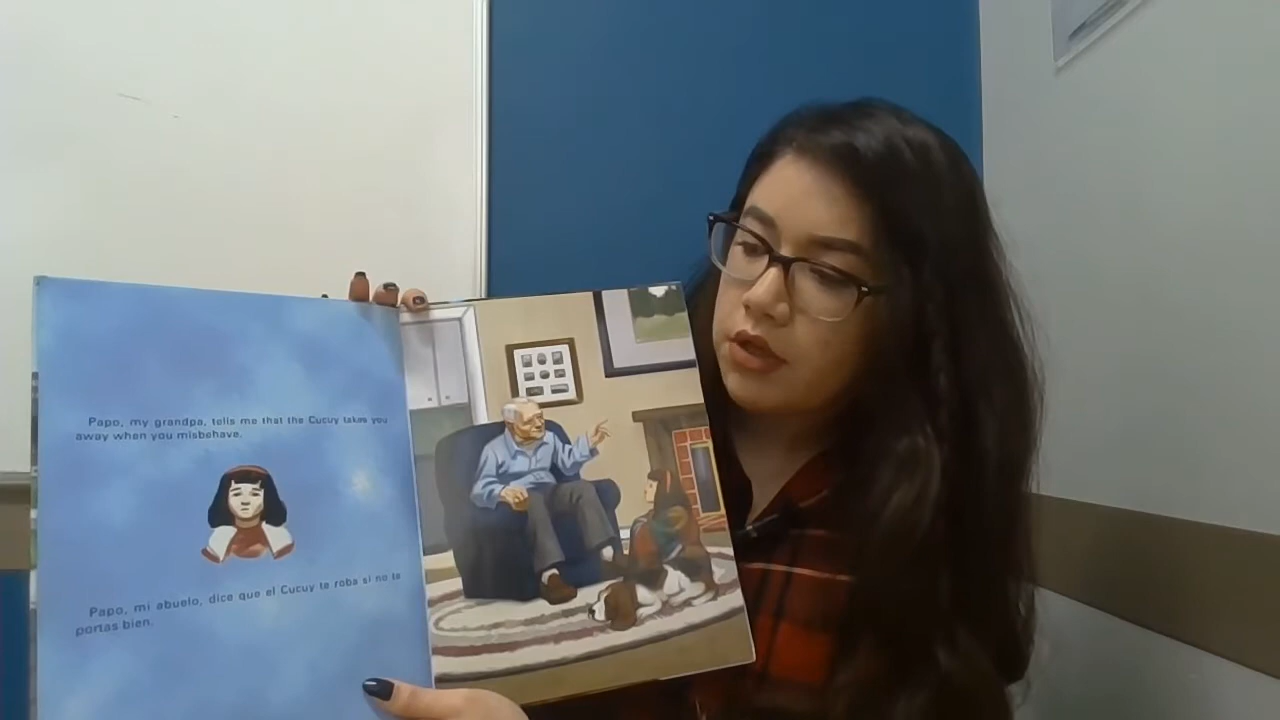 Papo, my grandpa, tells me that the Cucuy takes you
away when you misbehave.
Papo, mi abuelo, dice que el Cucuy te roba si no te
portas bien.